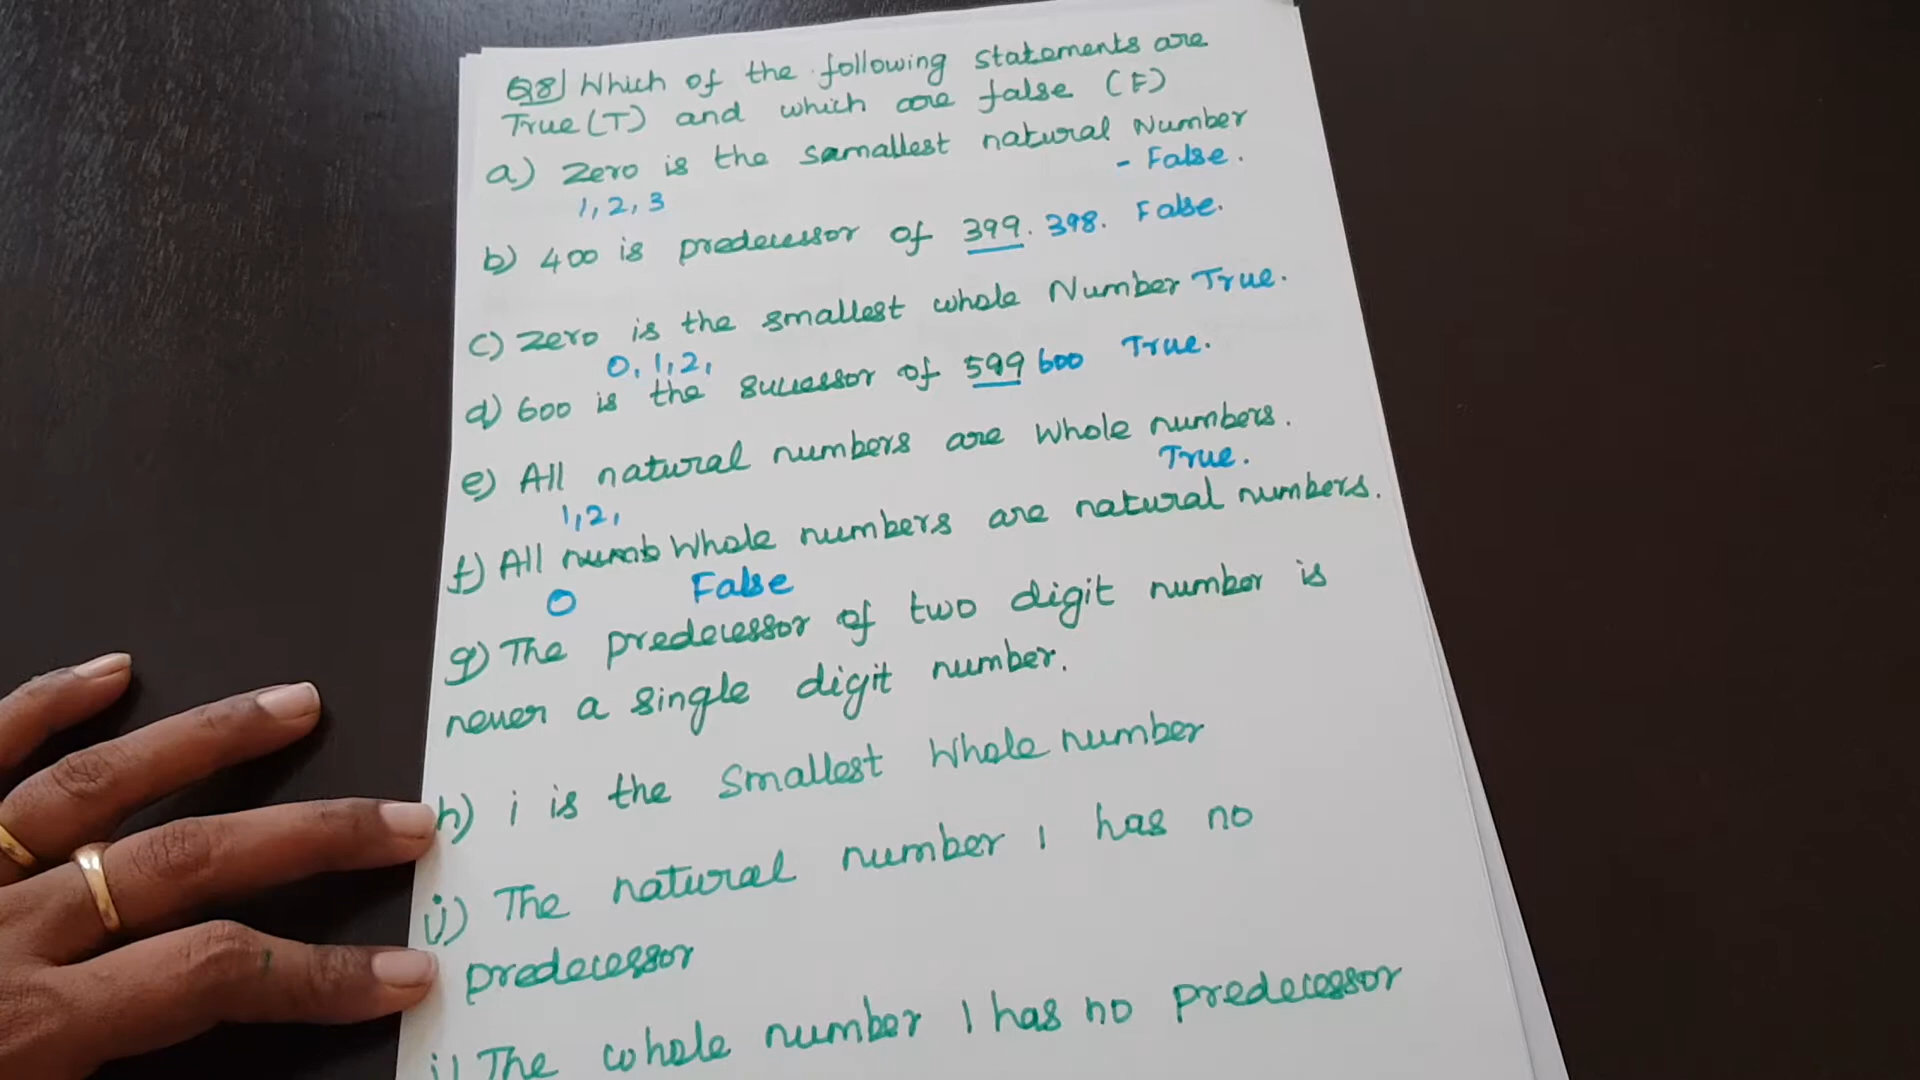 Q8) Which of the following statements are
True (T) and which are false (F)
a) Zero is the samallest natural Number
- False.
1, 2, 3
b) 400 is predecessor of 399. 398. False.
c) Zero is the smallest whole Number True.
0, 1, 2,
d) 600 is the sucessor of 599 600 True.
e) All natural numbers are Whole numbers.
True.
1, 2,
f) All numb Whole numbers are natural numbers.
0 False
g) The predecessor of two digit number is
never a single digit number.
h) i is the Smallest Whole number
i) The natural number 1 has no
predecessor
The whole number 1 has no predecessor